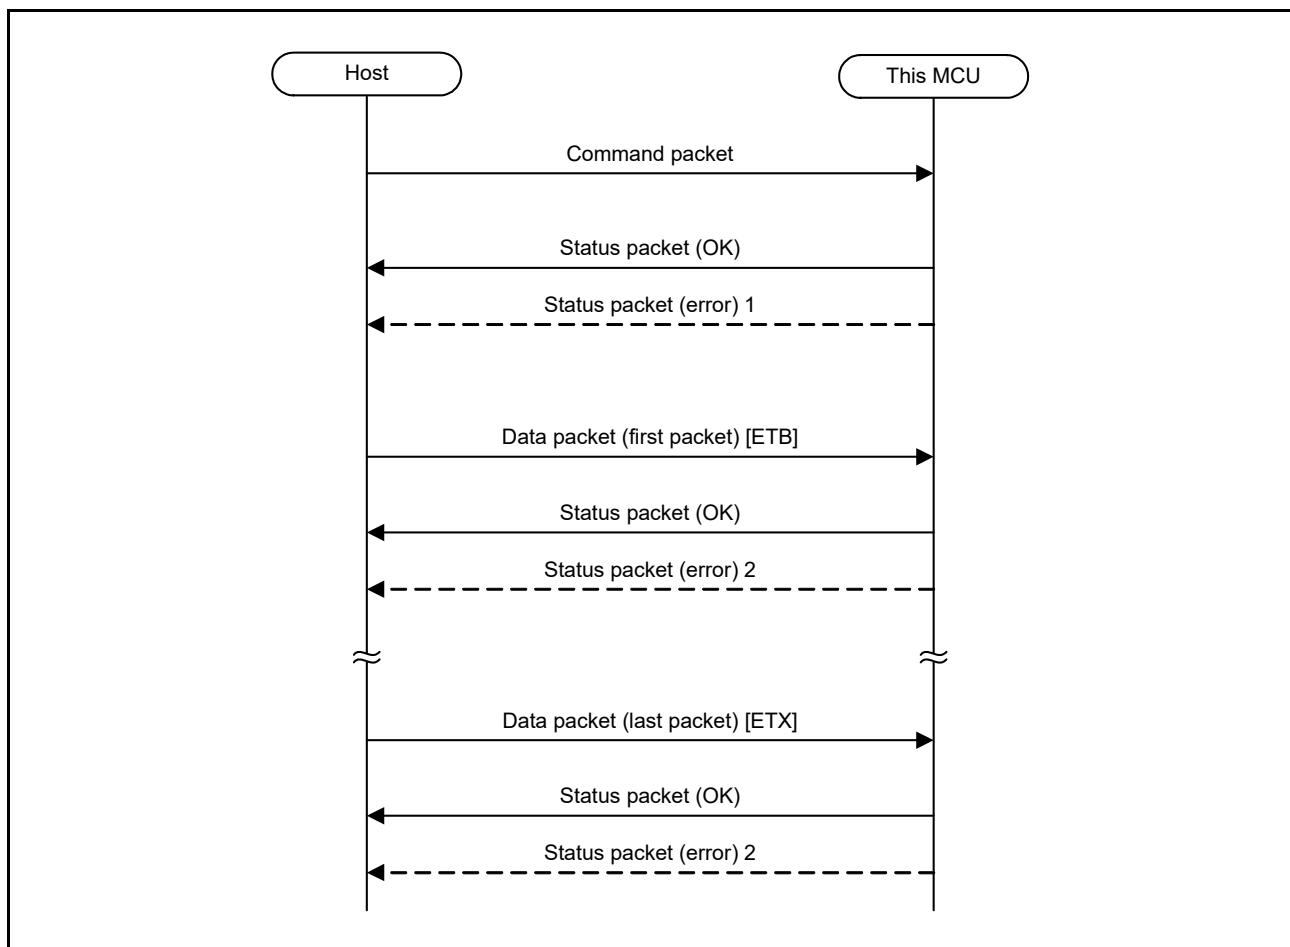 Host
This MCU
Command packet
Status packet (OK)
Status packet (error) 1
Data packet (first packet) [ETB]
Status packet (OK)
Status packet (error) 2
Data packet (last packet) [ETX]
Status packet (OK)
Status packet (error) 2